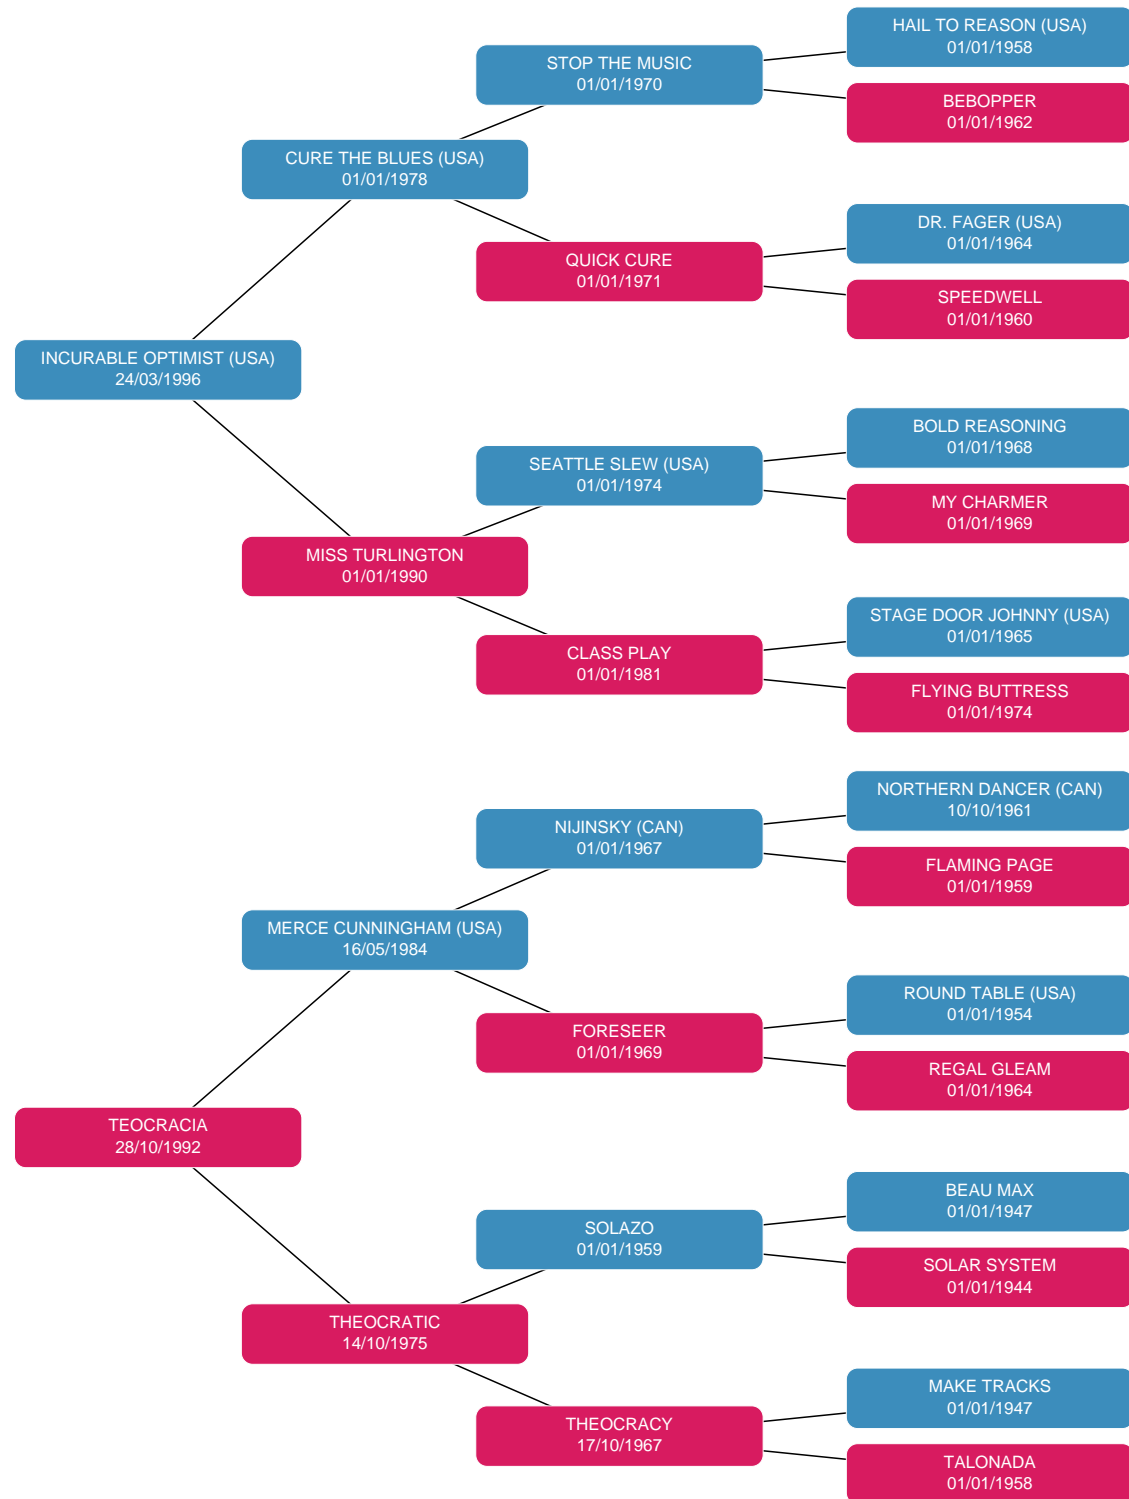 HAIL TO REASON (USA)
01/01/1958
STOP THE MUSIC
01/01/1970
BEBOPPER
01/01/1962
CURE THE BLUES (USA)
01/01/1978
DR. FAGER (USA)
01/01/1964
QUICK CURE
01/01/1971
SPEEDWELL
01/01/1960
INCURABLE OPTIMIST (USA)
24/03/1996
BOLD REASONING
01/01/1968
SEATTLE SLEW (USA)
01/01/1974
MY CHARMER
01/01/1969
MISS TURLINGTON
01/01/1990
STAGE DOOR JOHNNY (USA)
01/01/1965
CLASS PLAY
01/01/1981
FLYING BUTTRESS
01/01/1974
NORTHERN DANCER (CAN)
10/10/1961
NIJINSKY (CAN)
01/01/1967
FLAMING PAGE
01/01/1959
MERCE CUNNINGHAM (USA)
16/05/1984
ROUND TABLE (USA)
01/01/1954
FORESEER
01/01/1969
REGAL GLEAM
01/01/1964
TEOCRACIA
28/10/1992
BEAU MAX
01/01/1947
SOLAZO
01/01/1959
SOLAR SYSTEM
01/01/1944
THEOCRATIC
14/10/1975
MAKE TRACKS
01/01/1947
THEOCRACY
17/10/1967
TALONADA
01/01/1958